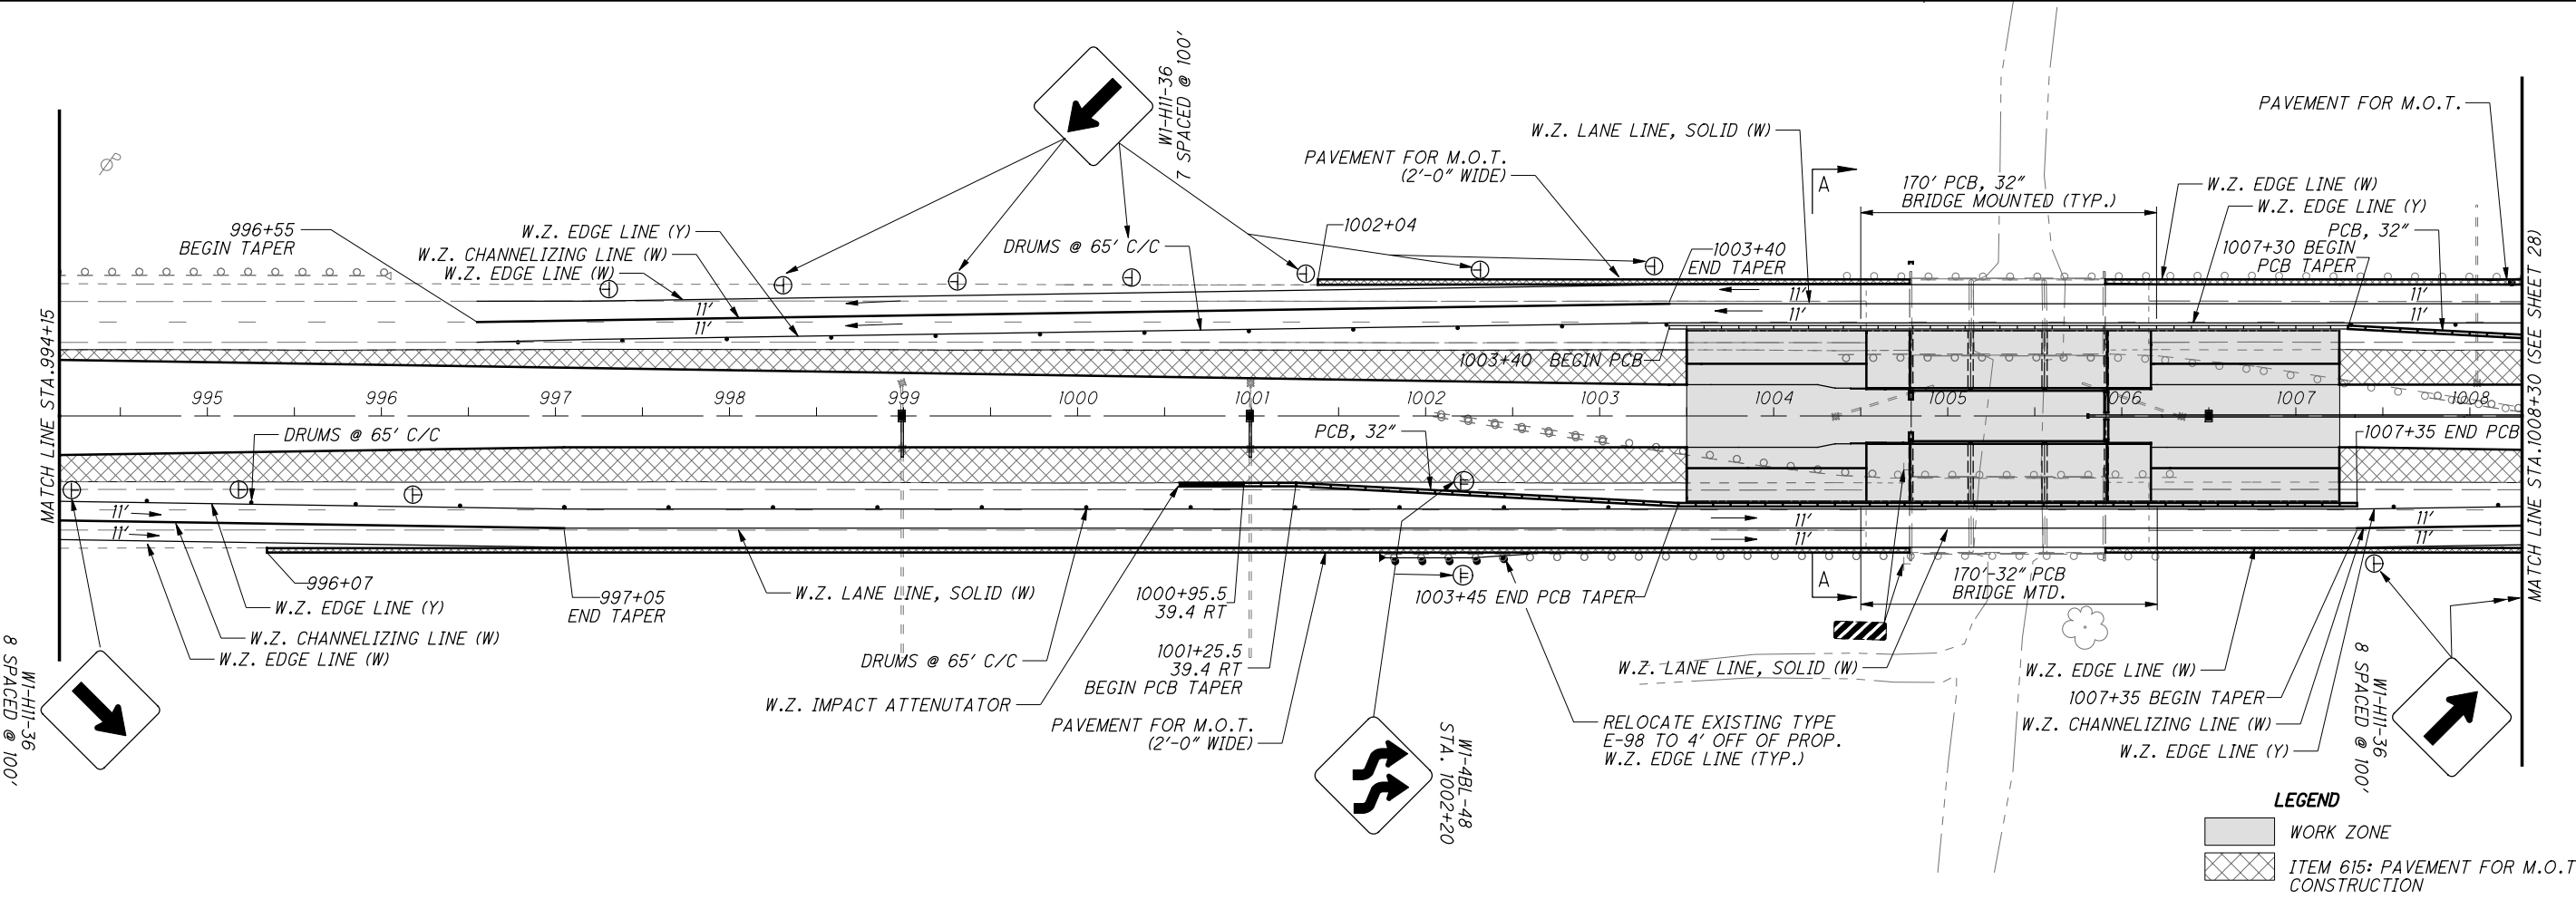 W1-H11-36
7 SPACED @ 100'
PAVEMENT FOR M.O.T.
W.Z. LANE LINE, SOLID (W)
PAVEMENT FOR M.O.T.
(2'-0" WIDE)
A
170' PCB, 32"
BRIDGE MOUNTED (TYP.)
W.Z. EDGE LINE (W)
W.Z. EDGE LINE (Y)
PCB, 32"
1007+30 BEGIN
PCB TAPER
996+55
BEGIN TAPER
W.Z. EDGE LINE (Y)
W.Z. CHANNELIZING LINE (W)
W.Z. EDGE LINE (W)
DRUMS @ 65' C/C
1002+04
1003+40
END TAPER
11'
11'
11'
11'
11'
11'
1003+40 BEGIN PCB
MATCH LINE STA.994+15
MATCH LINE STA.1008+30 (SEE SHEET 28)
995
996
997
998
999
1000
1001
1002
1003
1004
1005
1006
1007
1008
DRUMS @ 65' C/C
PCB, 32"
1007+35 END PCB
11'
11'
11'
11'
11'
11'
996+07
W.Z. EDGE LINE (Y)
W.Z. CHANNELIZING LINE (W)
W.Z. EDGE LINE (W)
997+05
END TAPER
W.Z. LANE LINE, SOLID (W)
DRUMS @ 65' C/C
1000+95.5
39.4 RT
1001+25.5
39.4 RT
BEGIN PCB TAPER
W.Z. IMPACT ATTENUTATOR
PAVEMENT FOR M.O.T.
(2'-0" WIDE)
1003+45 END PCB TAPER
A
170'-32" PCB
BRIDGE MTD.
W.Z. LANE LINE, SOLID (W)
RELOCATE EXISTING TYPE
E-98 TO 4' OFF OF PROP.
W.Z. EDGE LINE (TYP.)
W.Z. EDGE LINE (W)
1007+35 BEGIN TAPER
W.Z. CHANNELIZING LINE (W)
W.Z. EDGE LINE (Y)
W1-H11-36
8 SPACED @ 100'
W1-4BL-48
STA. 1002+20
W1-H11-36
8 SPACED @ 100'
LEGEND
WORK ZONE
ITEM 615: PAVEMENT FOR M.O.T
CONSTRUCTION